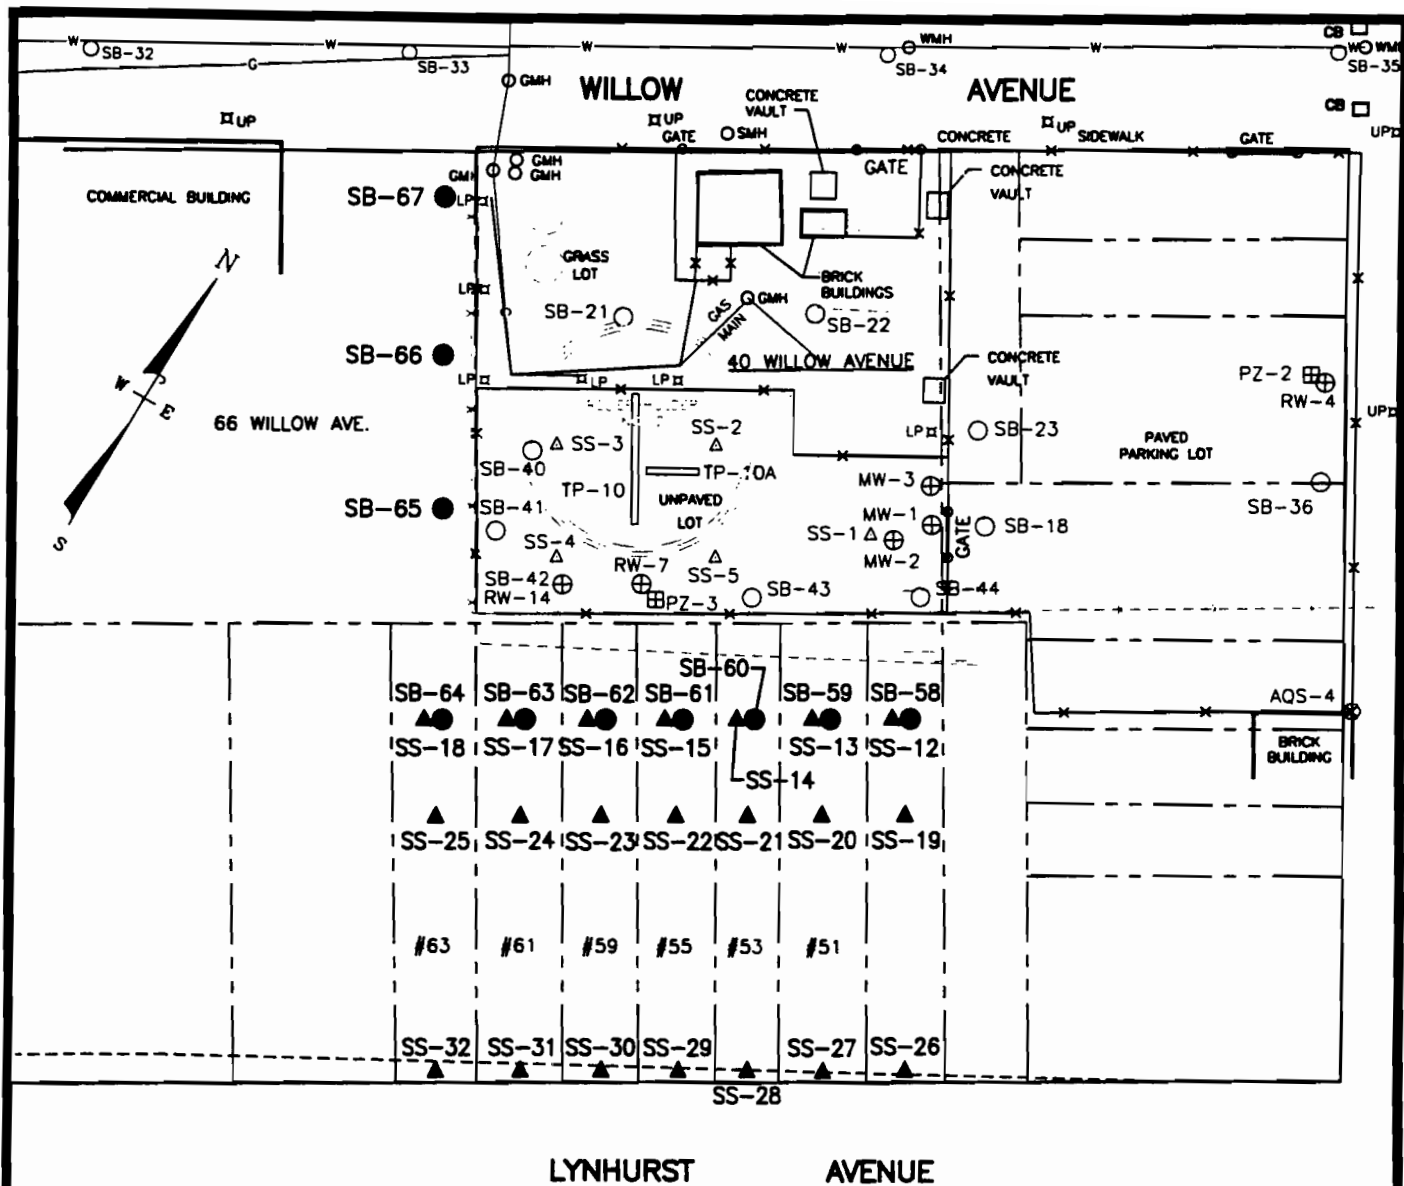 W W W W W WMH CB
SB-32 SB-33 SB-34 W WMH
G SB-35
GMH
WILLOW AVENUE
CONCRETE
VAULT
CB
UP UP SMH UP UP
GATE CONCRETE SIDEWALK GATE
GMH GATE
GMH GMH
CONCRETE
VAULT
COMMERCIAL BUILDING
SB-67 LP
N
GRASS
LOT
BRICK
BUILDINGS
LP
GMH
GAS
MAIN
SB-21 SB-22
SB-66
40 WILLOW AVENUE
CONCRETE
VAULT
LP LP LP
PZ-2
RW-4
W E
UP
66 WILLOW AVE.
SS-3 SS-2
LP SB-23
PAVED
PARKING LOT
SB-40
TP-10A
MW-3
TP-10
UNPAVED
LOT
SB-65 SB-41
MW-1
SB-36
SS-4 SS-1 GATE SB-18
S
MW-2
RW-7
SS-5
SB-42
RW-14
PZ-3
SB-43 SB-44
SB-60
SB-64 SB-63 SB-62 SB-61 SB-59 SB-58
AQS-4
SS-18 SS-17 SS-16 SS-15 SS-13 SS-12
BRICK
BUILDING
SS-14
SS-25 SS-24 SS-23 SS-22 SS-21 SS-20 SS-19
#63 #61 #59 #55 #53 #51
SS-32 SS-31 SS-30 SS-29 SS-27 SS-26
SS-28
LYNHURST AVENUE